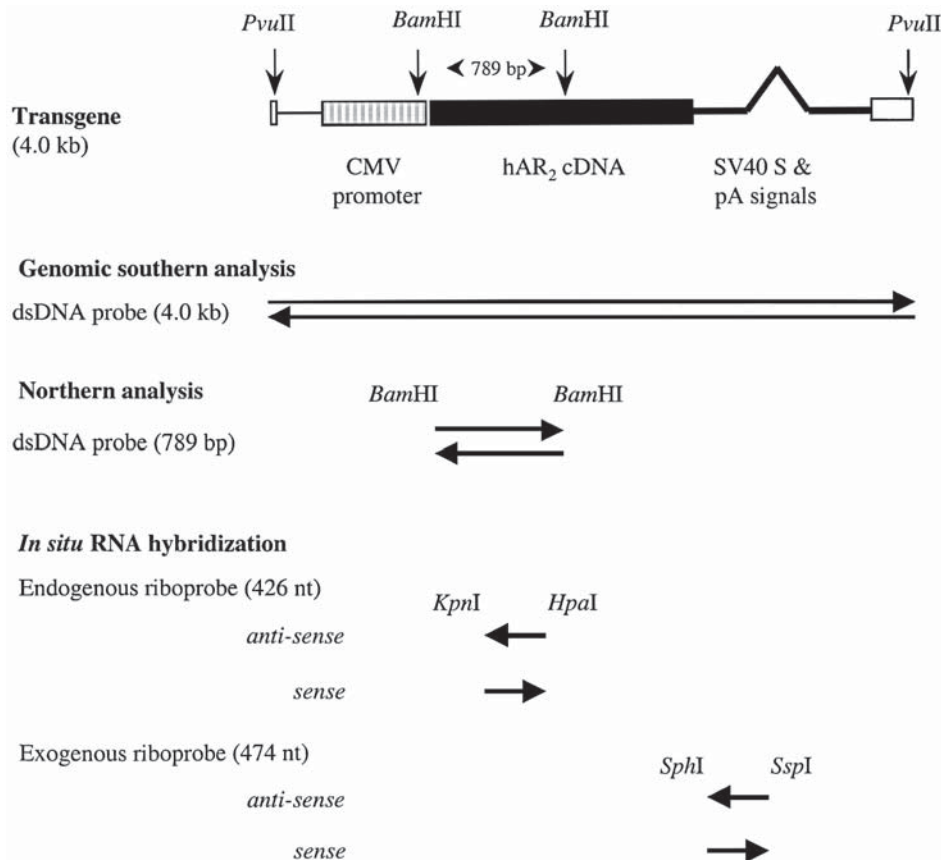 PvuII BamHI BamHI PvuII
789 bp
Transgene
(4.0 kb)
CMV promoter
hAR₂ cDNA
SV40 S & pA signals
Genomic southern analysis
dsDNA probe (4.0 kb)
Northern analysis
BamHI BamHI
dsDNA probe (789 bp)
In situ RNA hybridization
Endogenous riboprobe (426 nt)
KpnI HpaI
anti-sense
sense
Exogenous riboprobe (474 nt)
SphI SspI
anti-sense
sense